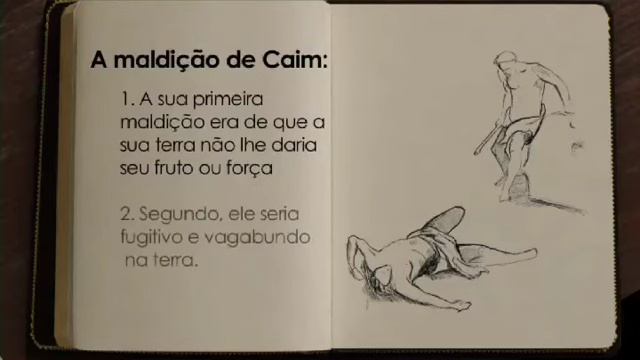 A maldição de Caim:
1. A sua primeira
maldição era de que a
sua terra não lhe daria
seu fruto ou força
2. Segundo, ele seria
fugitivo e vagabundo
na terra.